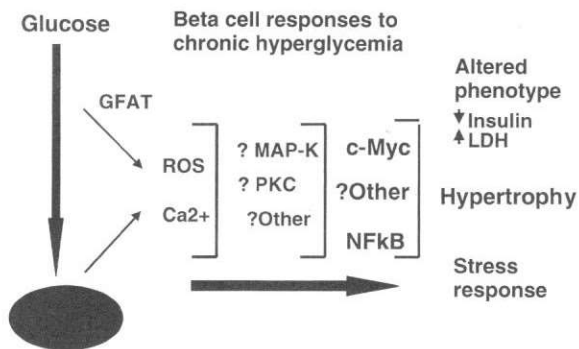 Glucose
Beta cell responses to
chronic hyperglycemia
GFAT
ROS
Ca2+
? MAP-K
? PKC
?Other
c-Myc
?Other
NFkB
Altered
phenotype
Insulin
LDH
Hypertrophy
Stress
response